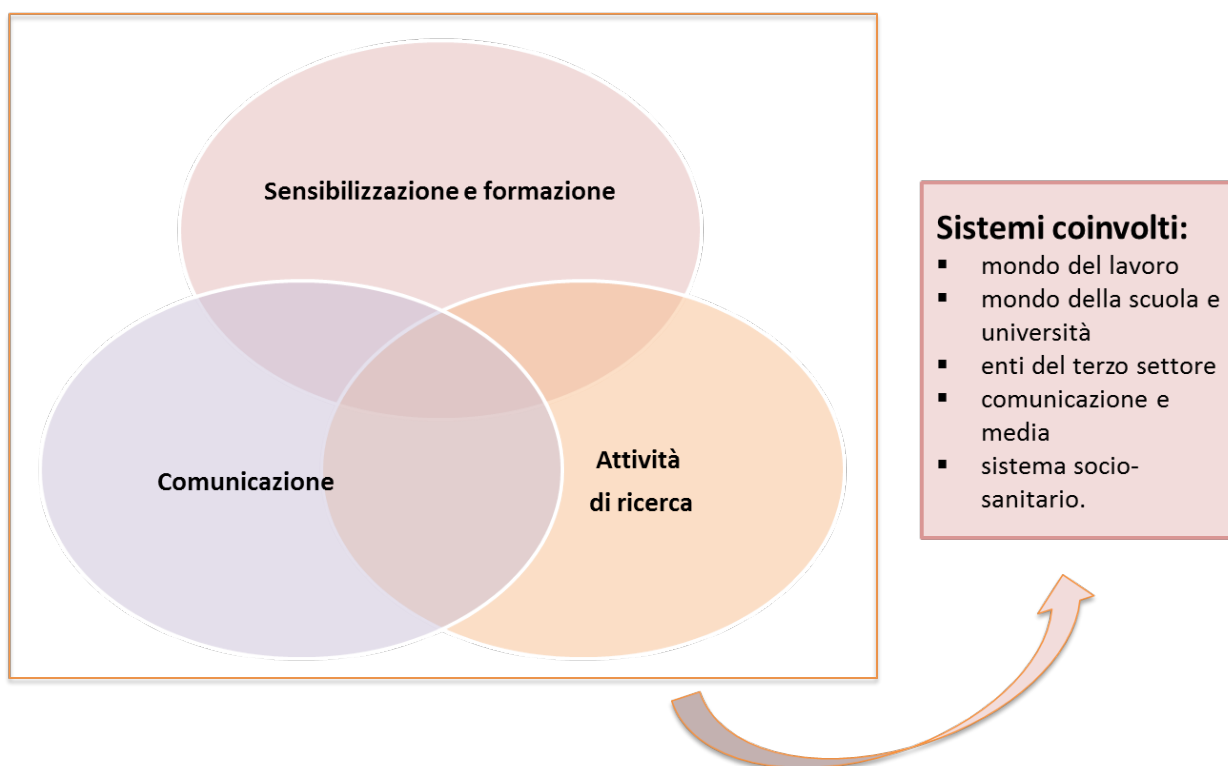 Sensibilizzazione e formazione
Comunicazione
Attività
di ricerca
Sistemi coinvolti:
▪ mondo del lavoro
▪ mondo della scuola e
università
▪ enti del terzo settore
▪ comunicazione e
media
▪ sistema socio-
sanitario.